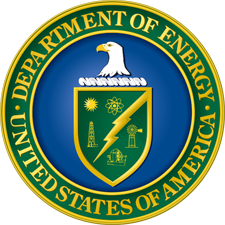 DEPARTMENT OF ENERGY
UNITED STATES OF AMERICA